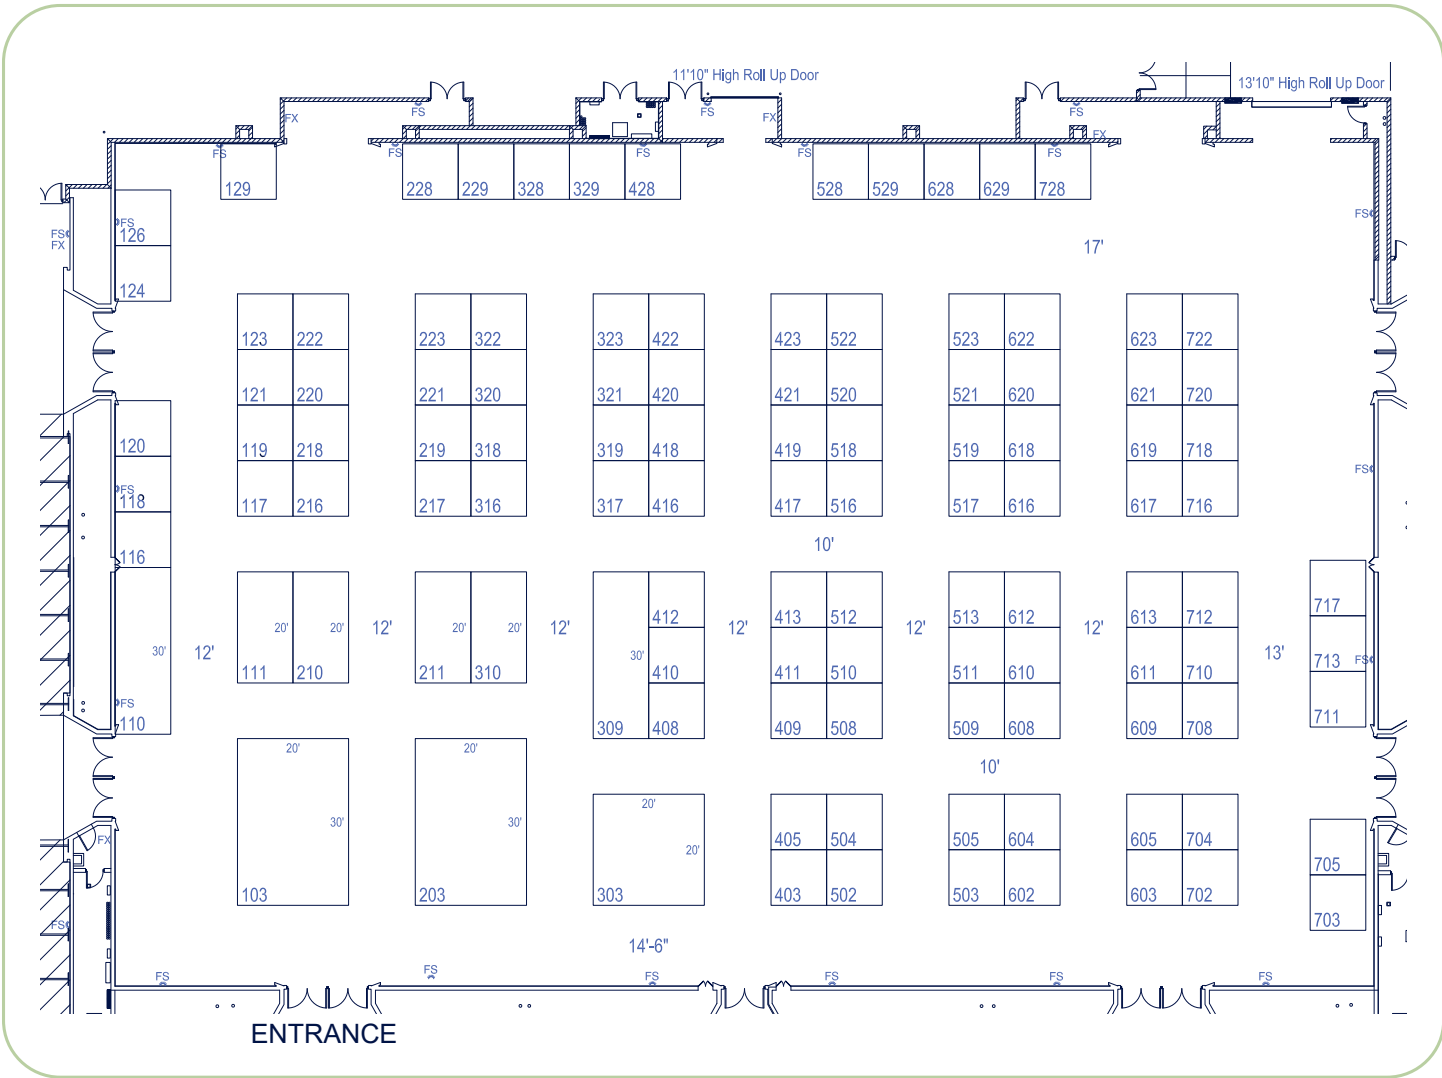 11'10" High Roll Up Door
13'10" High Roll Up Door
FS FS FS
FX FX FX
FS FS FS FS FS
129 228 229 328 329 428 528 529 628 629 728
FS FS FS
FX 126
17'
124
123 222 223 322 323 422 423 522 523 622 623 722
121 220 221 320 321 420 421 520 521 620 621 720
120 119 218 219 318 319 418 419 518 519 618 619 718
FS FS
118 117 216 217 316 317 416 417 516 517 616 617 716
10'
116
412 413 512 513 612 613 712 717
20' 20' 12' 20' 20' 12' 12' 12' 12'
30' 12' 30' 13' 713 FS
111 210 211 310 410 411 510 511 610 611 710
FS 711
110 309 408 409 508 509 608 609 708
20' 20'
10'
20'
30' 30'
FX 405 504 505 604 605 704
20'
705
103 203 303 403 502 503 602 603 702
FS 703
14'-6"
FS FS FS FS FS FS
ENTRANCE